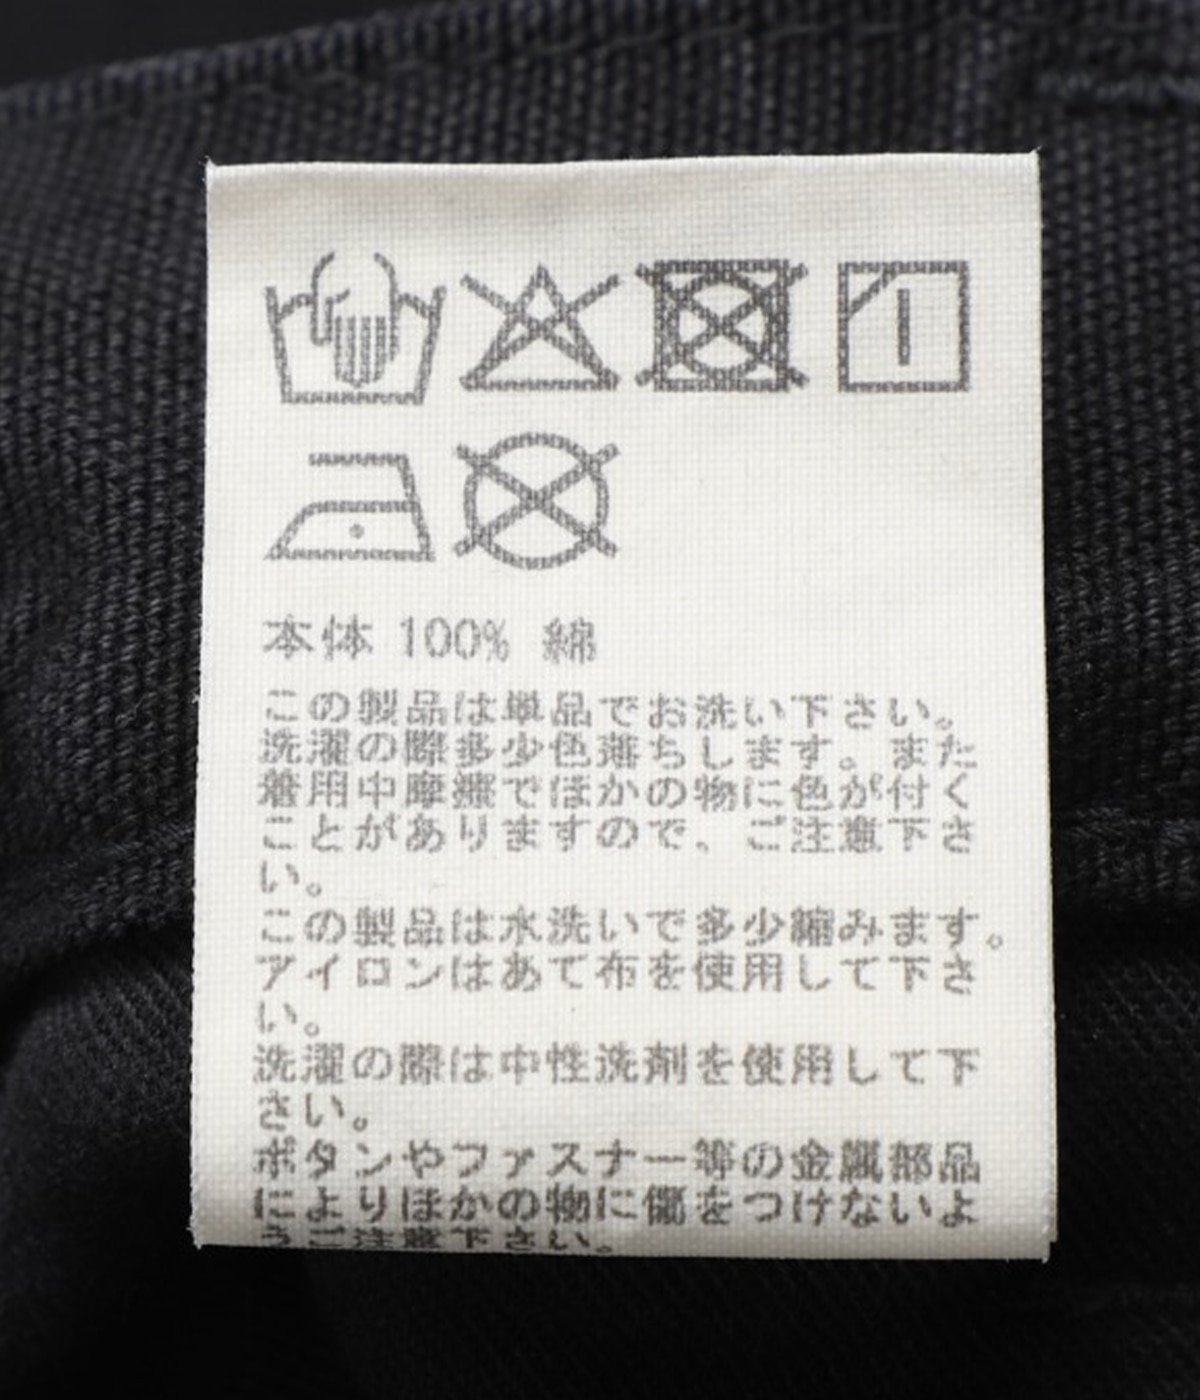 本体 100% 綿
この製品は単品でお洗い下さい。
洗濯の際多少色落ちします。また
着用中摩擦でほかの物に色が付く
ことがありますので、ご注意下さ
い。
この製品は水洗いで多少縮みます。
アイロンはあて布を使用して下さ
い。
洗濯の際は中性洗剤を使用して下
さい。
ボタンやファスナー等の金属部品
によりほかの物に傷をつけないよ
うご注意下さい。